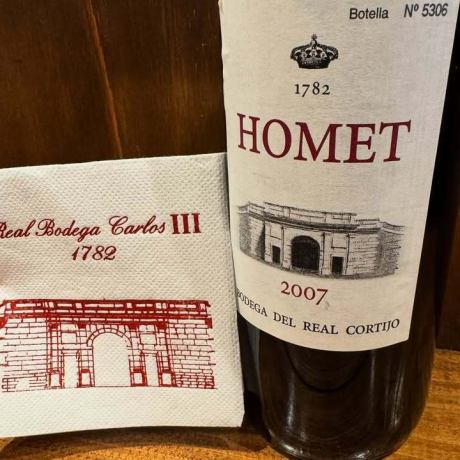 Botella Nº 5306
1782
HOMET
2007
BODEGA DEL REAL CORTIJO
Real Bodega Carlos III
1782